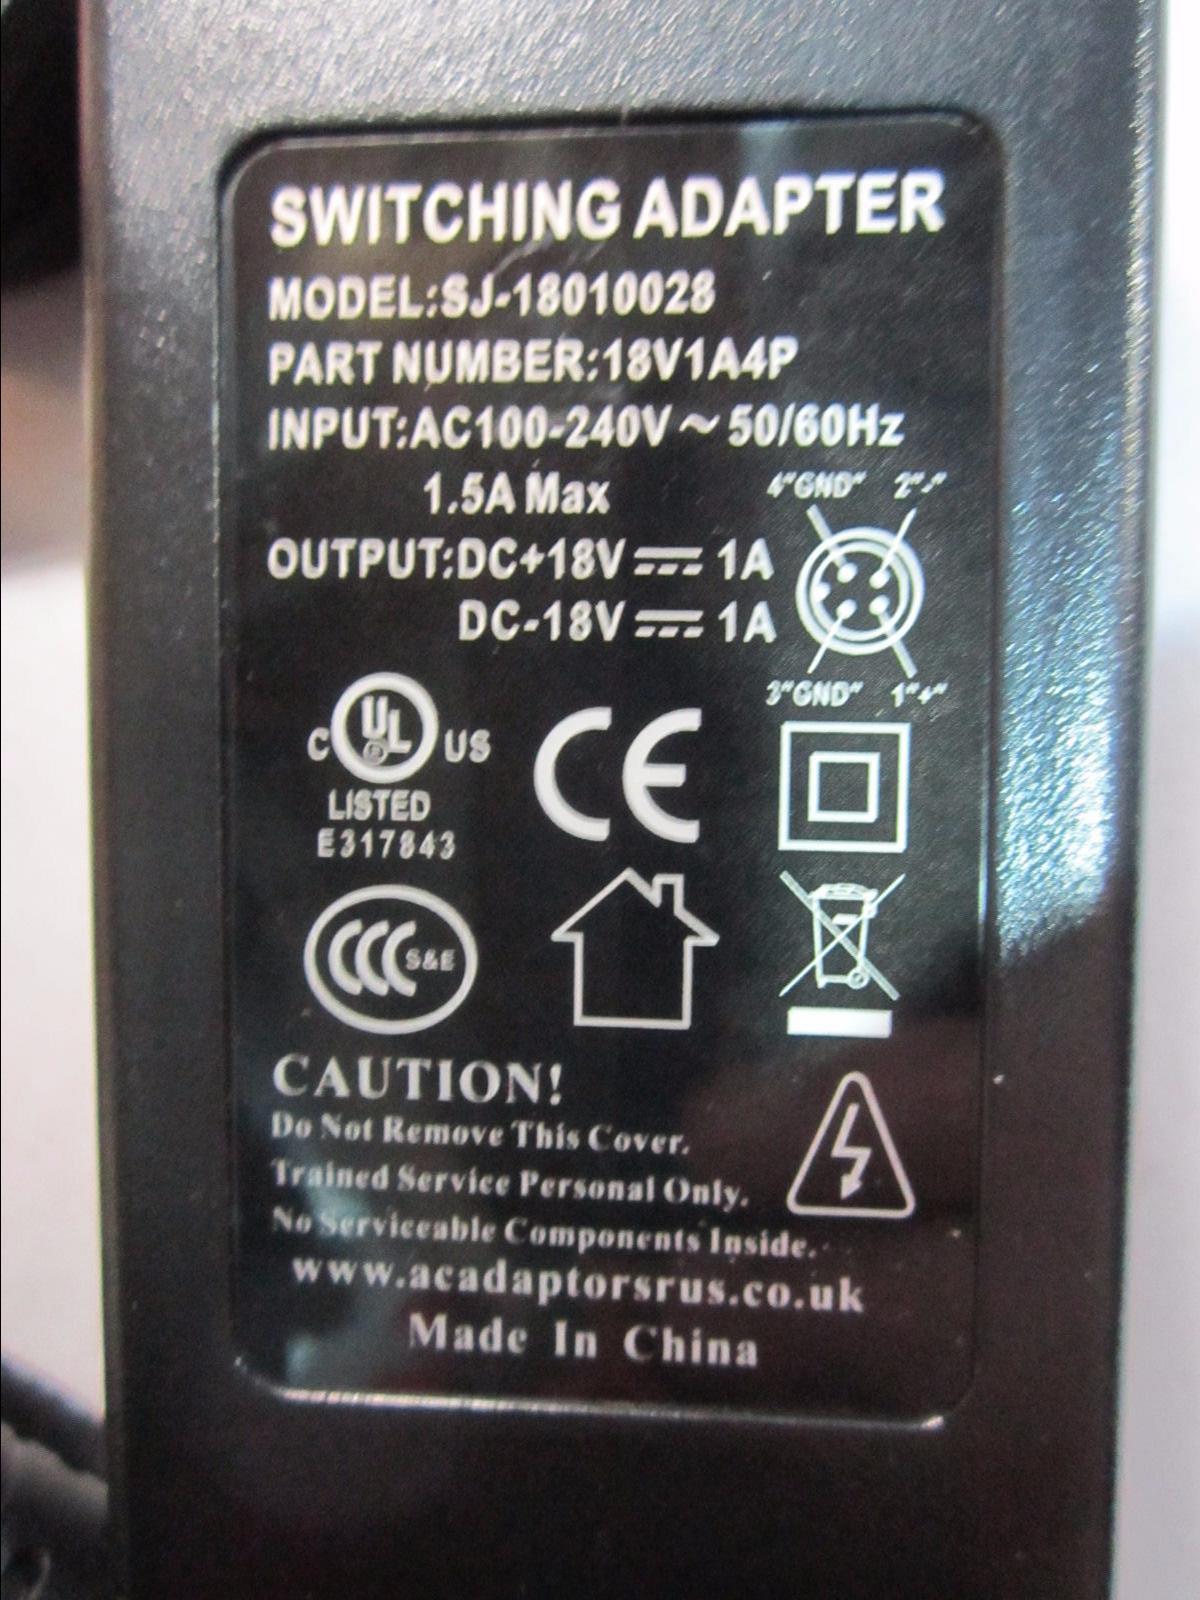 SWITCHING ADAPTER
MODEL:SJ-18010028
PART NUMBER:18V1A4P
INPUT:AC100-240V ~ 50/60Hz
1.5A Max
4"GND" 2"-"
OUTPUT:DC+18V ⎓ 1A
DC-18V ⎓ 1A
3"GND" 1"+"
C UL US
LISTED
E317843
CE
CCC S&E
CAUTION!
Do Not Remove This Cover.
Trained Service Personal Only.
No Serviceable Components Inside.
www.acadaptorsrus.co.uk
Made In China